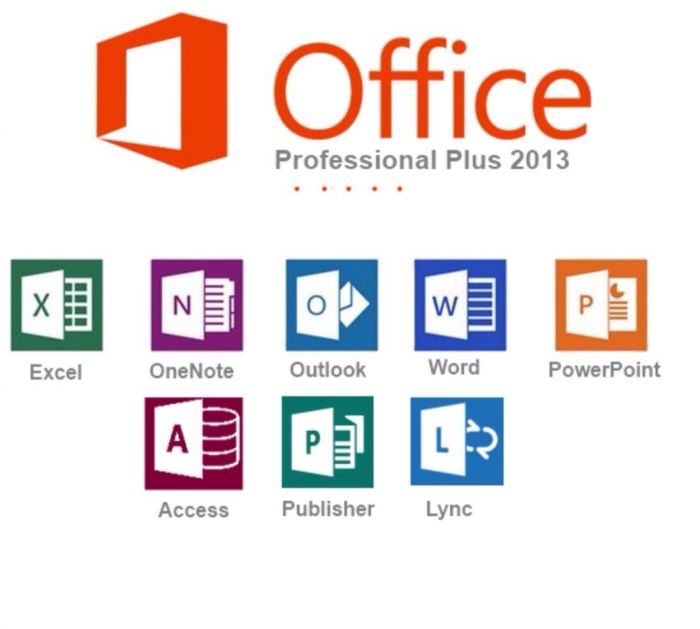 Office
Professional Plus 2013
X N O W P
Excel OneNote Outlook Word PowerPoint
A P L
Access Publisher Lync